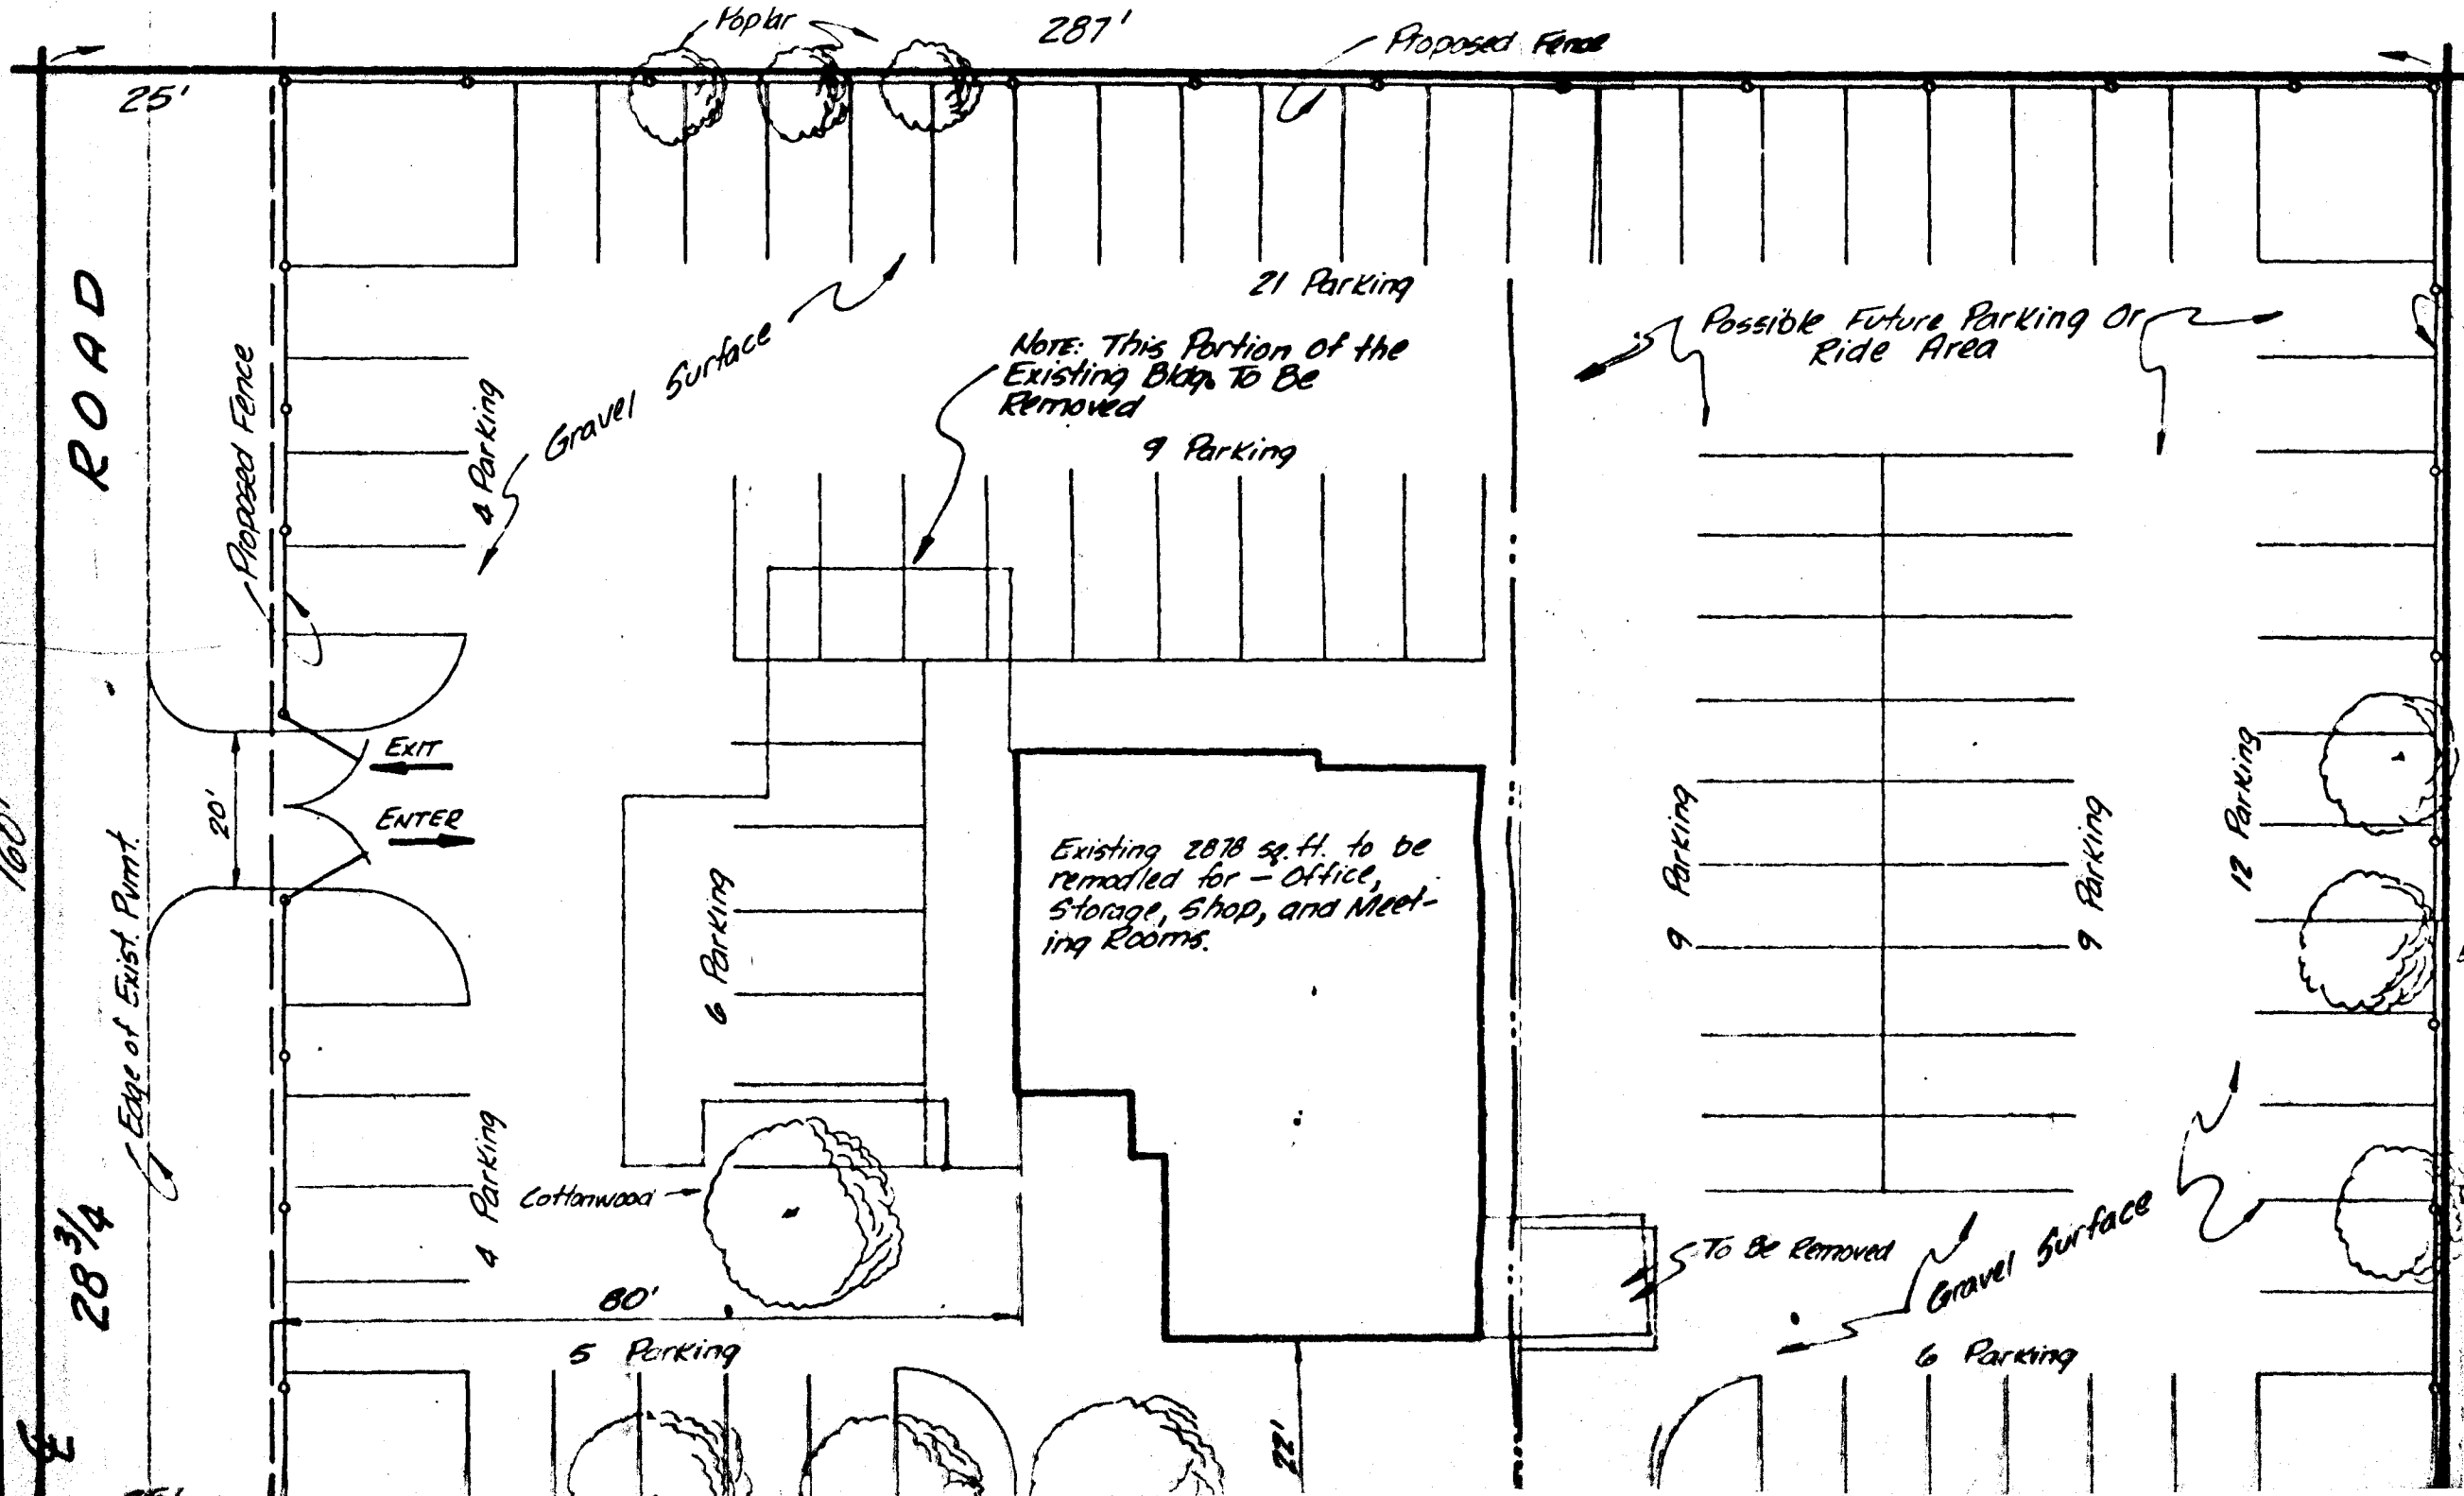 Poplar
287'
Proposed Fence
25'
ROAD
Proposed Fence
4 Parking
Gravel Surface
21 Parking
NOTE: This Portion of the
Existing Bldg. To Be
Removed
9 Parking
Possible Future Parking Or
Ride Area
EXIT
20'
ENTER
160'
Edge of Exist. Pvmt.
6 Parking
Existing 2878 sq. ft. to be
remodled for - Office,
Storage, Shop, and Meet-
ing Rooms.
9 Parking
9 Parking
12 Parking
28 3/4
4 Parking
Cottonwood
To Be Removed
Gravel Surface
80'
5 Parking
6 Parking
22'